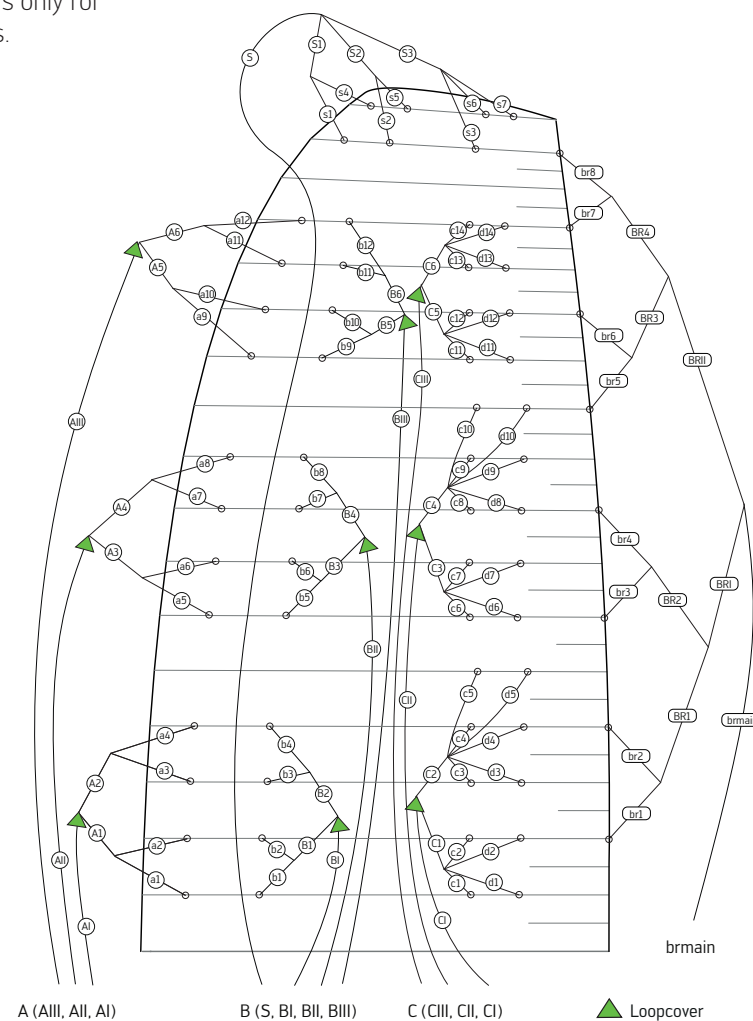 s only for
s.
S
S1
S2
S3
s4
s5
s6
s7
s1
s2
s3
br8
br7
BR4
a12
A6
a11
A5
a10
a9
b12
b11
B6
b10
B5
b9
c14
d14
c13
d13
C6
C5
c12
d12
c11
d11
BR3
br6
br5
BRII
AIII
BIII
CIII
c10
d10
a8
a7
A4
A3
a6
a5
b8
b7
B4
B3
b6
b5
c9
d9
C4
c8
d8
C3
c7
d7
c6
d6
br4
br3
BR2
BRI
BII
CII
c5
d5
BR1
brmai
a4
a3
A2
A1
a2
a1
b4
b3
B2
B1
b2
b1
BI
c4
d4
C2
c3
d3
C1
c2
d2
c1
d1
br2
br1
AII
AI
CI
brmain
A (AIII, AII, AI)
B (S, BI, BII, BIII)
C (CIII, CII, CI)
Loopcover